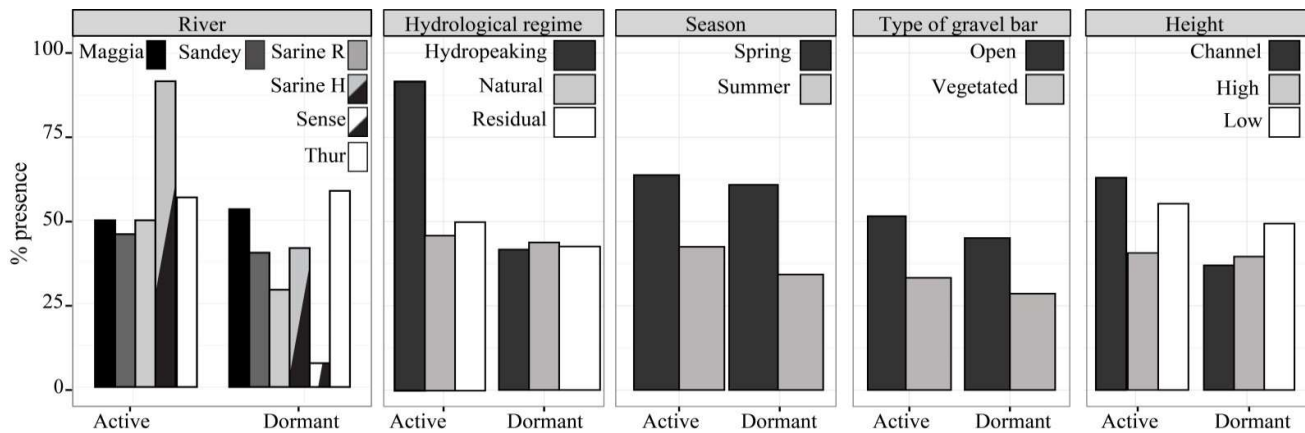 River
Hydrological regime
Season
Type of gravel bar
Height
Maggia Sandey Sarine R
Sarine H
Sense
Thur
Hydropeaking
Natural
Residual
Spring
Summer
Open
Vegetated
Channel
High
Low
% presence
100
75
50
25
0
Active Dormant
Active Dormant
Active Dormant
Active Dormant
Active Dormant